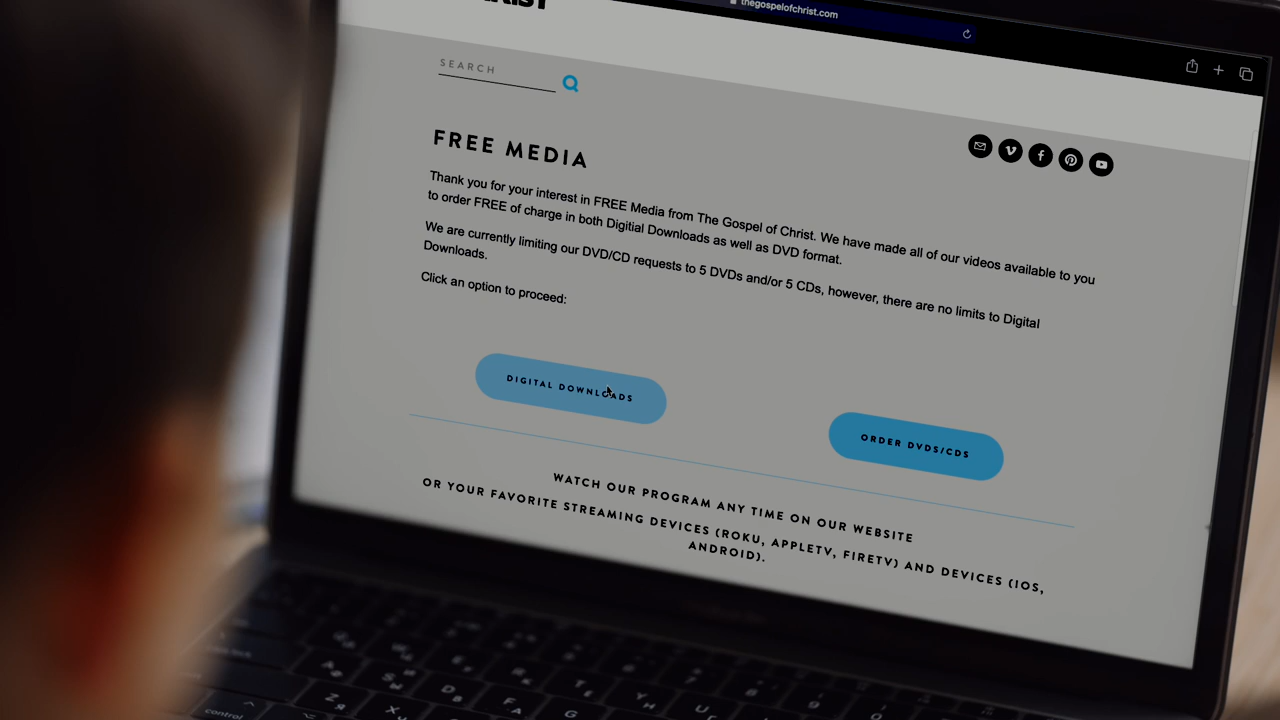 thegospelofchrist.com
SEARCH
FREE MEDIA
Thank you for your interest in FREE Media from The Gospel of Christ. We have made all of our videos available to you
to order FREE of charge in both Digitial Downloads as well as DVD format.
We are currently limiting our DVD/CD requests to 5 DVDs and/or 5 CDs, however, there are no limits to Digital
Downloads.
Click an option to proceed:
DIGITAL DOWNLOADS
ORDER DVDS/CDS
WATCH OUR PROGRAM ANY TIME ON OUR WEBSITE
OR YOUR FAVORITE STREAMING DEVICES (ROKU, APPLETV, FIRETV) AND DEVICES (IOS,
ANDROID).
control